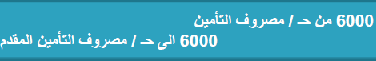 6000 من حـ / مصروف التأمين
6000 الى حـ / مصروف التأمين المقدم